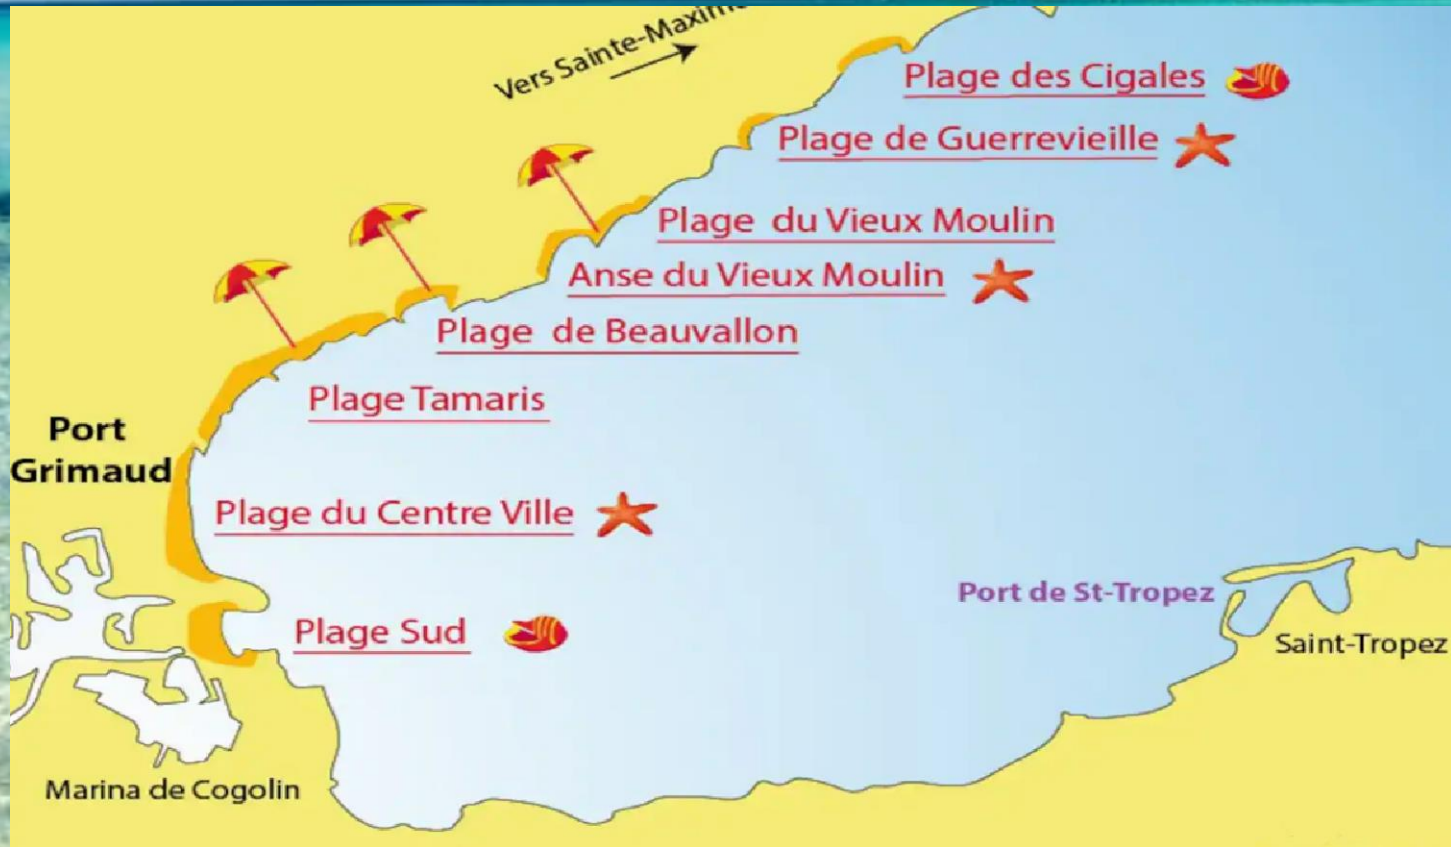 Vers Sainte-Maxim
Plage des Cigales
Plage de Guerrevieille
Plage du Vieux Moulin
Anse du Vieux Moulin
Plage de Beauvallon
Plage Tamaris
Port
Grimaud
Plage du Centre Ville
Port de St-Tropez
Plage Sud
Saint-Tropez
Marina de Cogolin